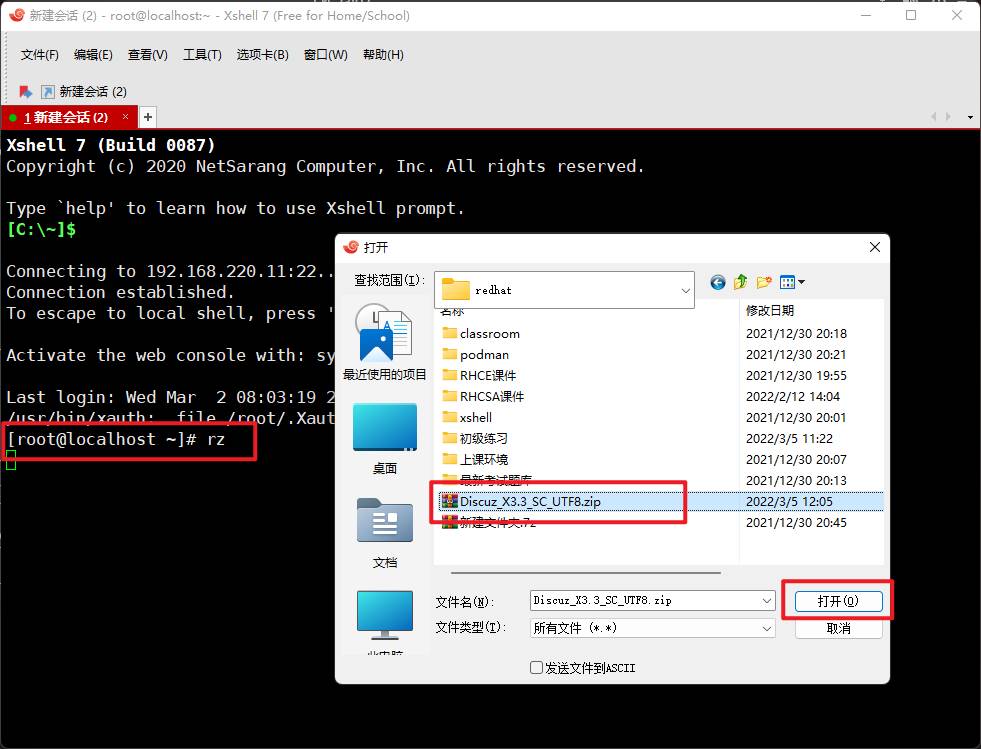 新建会话 (2) - root@localhost:~ - Xshell 7 (Free for Home/School)
文件(F) 编辑(E) 查看(V) 工具(T) 选项卡(B) 窗口(W) 帮助(H)
新建会话 (2)
1 新建会话 (2) × +
Xshell 7 (Build 0087)
Copyright (c) 2020 NetSarang Computer, Inc. All rights reserved.
Type `help' to learn how to use Xshell prompt.
[C:\~]$
Connecting to 192.168.220.11:22..
Connection established.
To escape to local shell, press '
Activate the web console with: sy
Last login: Wed Mar  2 08:03:19 2
/usr/bin/xauth:  file /root/.Xaut
[root@localhost ~]# rz
打开
查找范围(I): redhat
名称 修改日期
classroom 2021/12/30 20:18
podman 2021/12/30 20:21
RHCE课件 2021/12/30 19:55
RHCSA课件 2022/2/12 14:04
xshell 2021/12/30 20:01
初级练习 2022/3/5 11:22
上课环境 2021/12/30 20:07
最新考试题库 2021/12/30 20:13
Discuz_X3.3_SC_UTF8.zip 2022/3/5 12:05
新建文件夹.7z 2021/12/30 20:45
最近使用的项目
桌面
文档
此电脑
文件名(N): Discuz_X3.3_SC_UTF8.zip 打开(O)
文件类型(T): 所有文件 (*.*) 取消
发送文件到ASCII